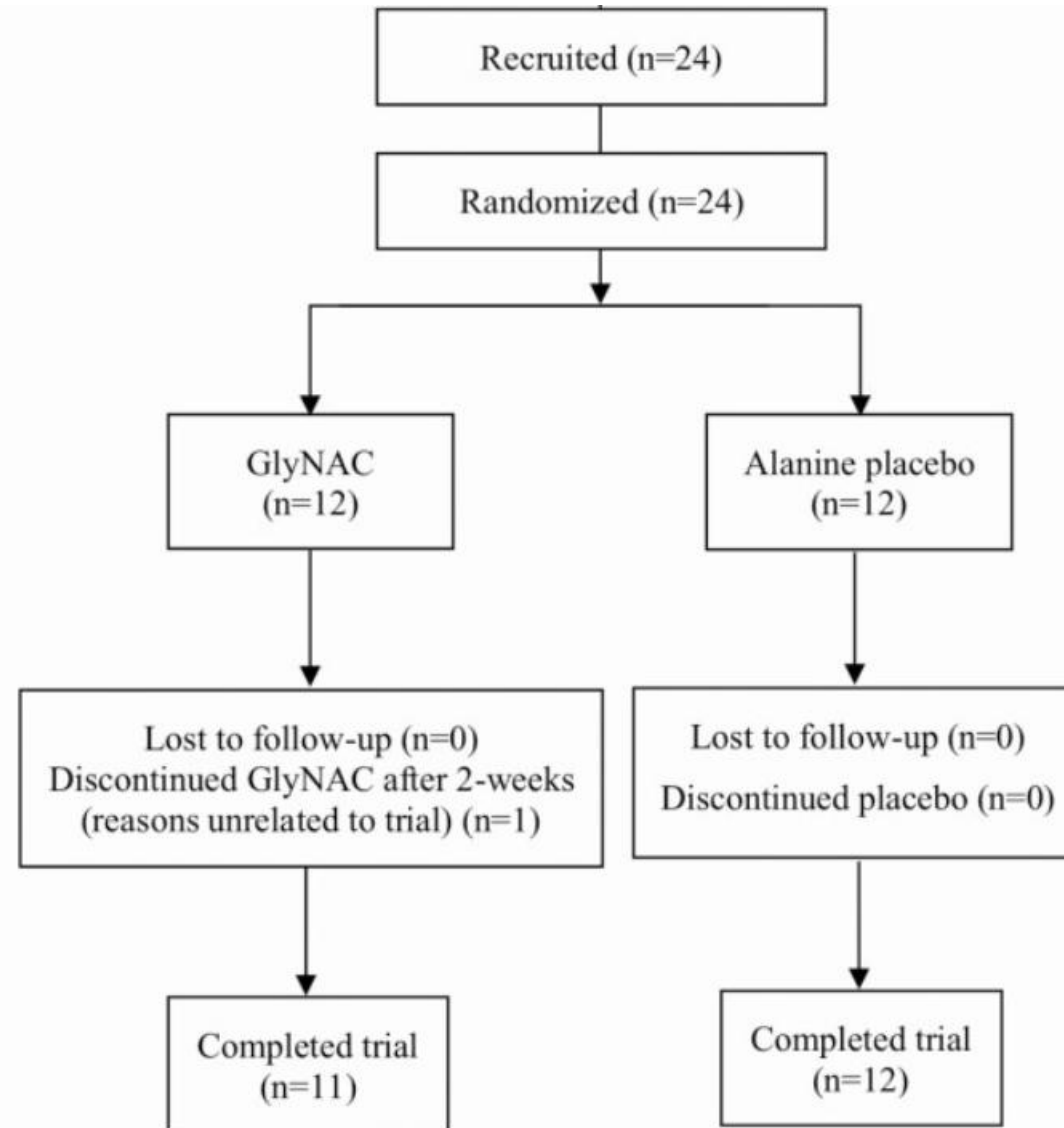 Recruited (n=24)
Randomized (n=24)
GlyNAC
(n=12)
Alanine placebo
(n=12)
Lost to follow-up (n=0)
Discontinued GlyNAC after 2-weeks
(reasons unrelated to trial) (n=1)
Lost to follow-up (n=0)
Discontinued placebo (n=0)
Completed trial
(n=11)
Completed trial
(n=12)